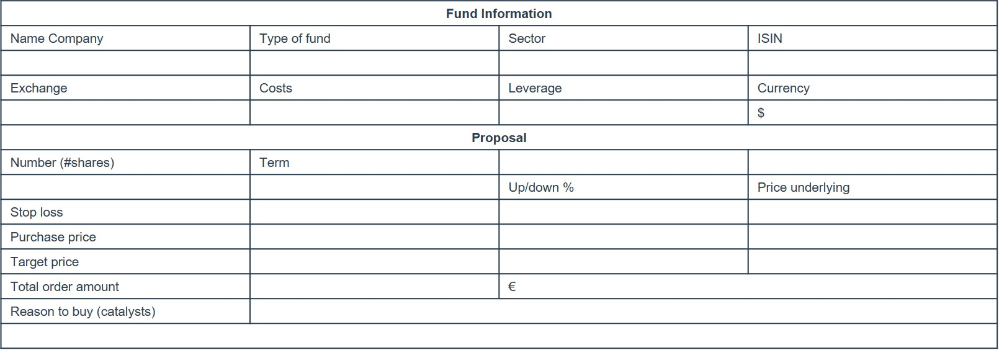 Fund Information
Name Company Type of fund Sector ISIN
Exchange Costs Leverage Currency
$
Proposal
Number (#shares) Term
Up/down % Price underlying
Stop loss
Purchase price
Target price
Total order amount €
Reason to buy (catalysts)